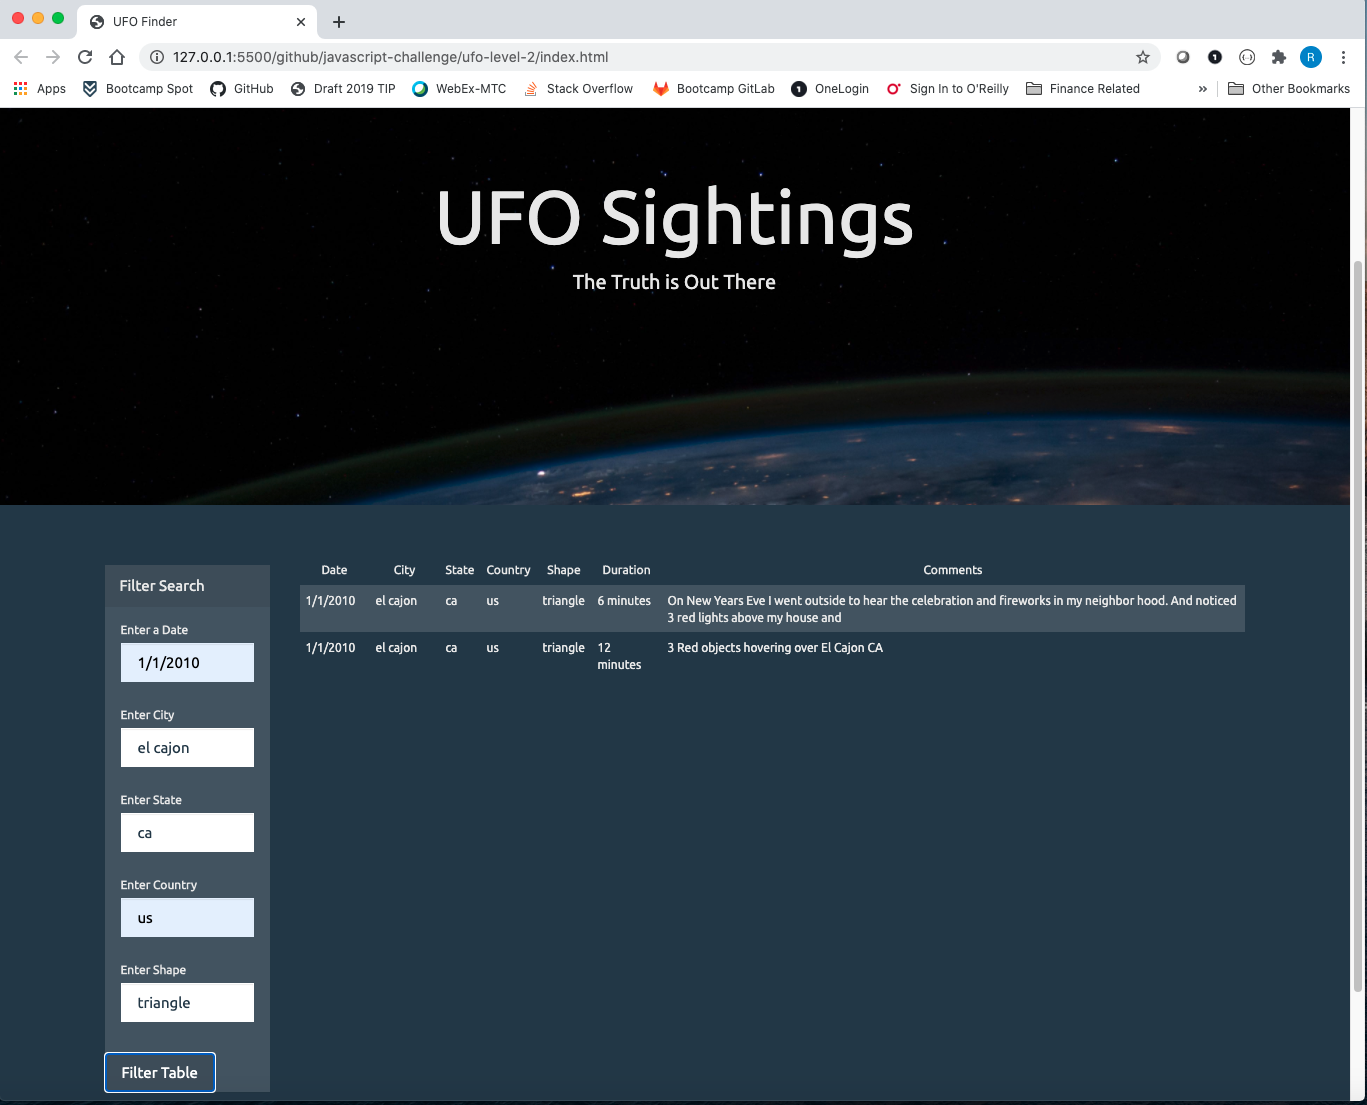 UFO Finder
127.0.0.1:5500/github/javascript-challenge/ufo-level-2/index.html
R
Apps Bootcamp Spot GitHub Draft 2019 TIP WebEx-MTC Stack Overflow Bootcamp GitLab OneLogin Sign In to O'Reilly Finance Related » Other Bookmarks
UFO Sightings
The Truth is Out There
Filter Search
Enter a Date
1/1/2010
Enter City
el cajon
Enter State
ca
Enter Country
us
Enter Shape
triangle
Filter Table
Date City State Country Shape Duration Comments
1/1/2010 el cajon ca us triangle 6 minutes On New Years Eve I went outside to hear the celebration and fireworks in my neighbor hood. And noticed
3 red lights above my house and
1/1/2010 el cajon ca us triangle 12 3 Red objects hovering over El Cajon CA
minutes